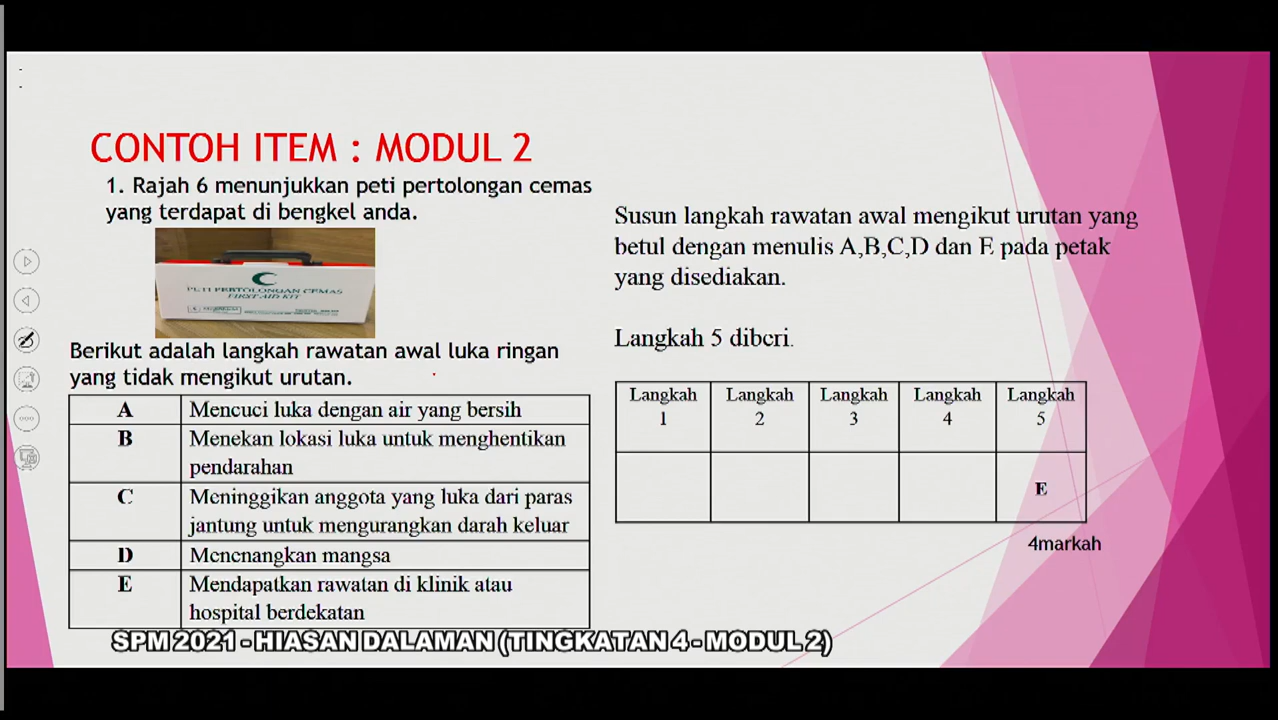 CONTOH ITEM : MODUL 2
1. Rajah 6 menunjukkan peti pertolongan cemas
yang terdapat di bengkel anda.
PETI PERTOLONGAN CEMAS
FIRST AID KIT
Berikut adalah langkah rawatan awal luka ringan
yang tidak mengikut urutan.
A Mencuci luka dengan air yang bersih
B Menekan lokasi luka untuk menghentikan
pendarahan
C Meninggikan anggota yang luka dari paras
jantung untuk mengurangkan darah keluar
D Menenangkan mangsa
E Mendapatkan rawatan di klinik atau
hospital berdekatan
Susun langkah rawatan awal mengikut urutan yang
betul dengan menulis A,B,C,D dan E pada petak
yang disediakan.
Langkah 5 diberi.
Langkah Langkah Langkah Langkah Langkah
1 2 3 4 5
E
4markah
SPM 2021 - HIASAN DALAMAN (TINGKATAN 4 - MODUL 2)